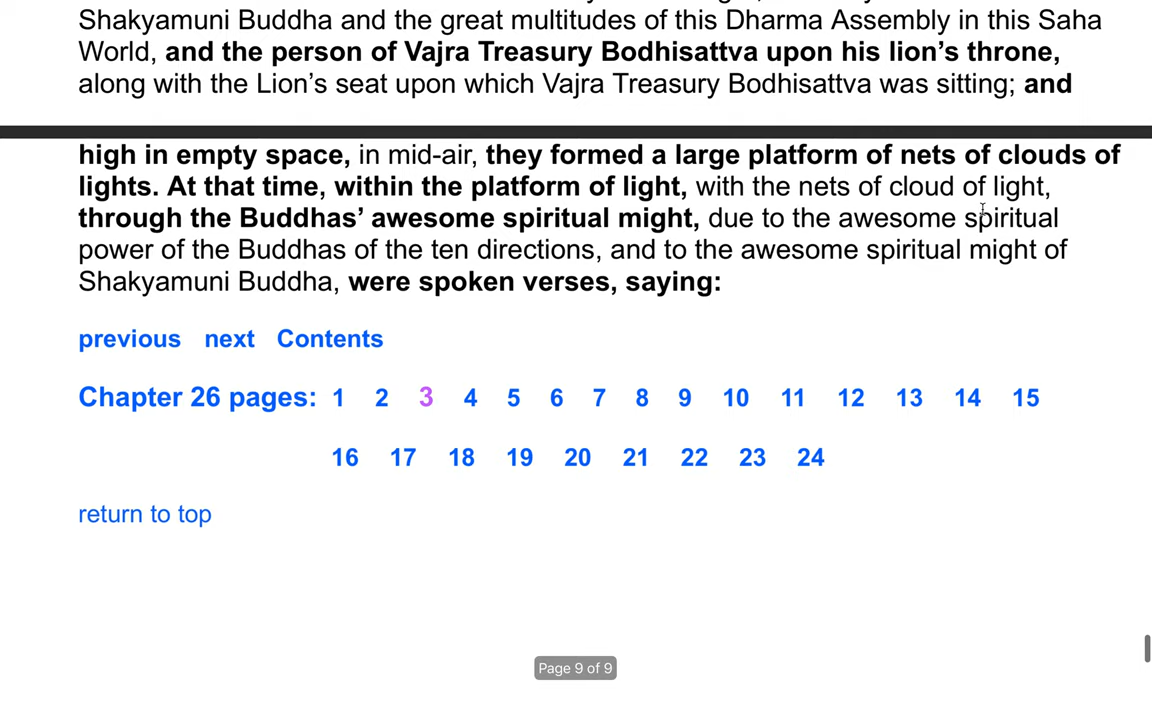 Shakyamuni Buddha and the great multitudes of this Dharma Assembly in this Saha
World, and the person of Vajra Treasury Bodhisattva upon his lion’s throne,
along with the Lion’s seat upon which Vajra Treasury Bodhisattva was sitting; and
high in empty space, in mid-air, they formed a large platform of nets of clouds of
lights. At that time, within the platform of light, with the nets of cloud of light,
through the Buddhas’ awesome spiritual might, due to the awesome spiritual
power of the Buddhas of the ten directions, and to the awesome spiritual might of
Shakyamuni Buddha, were spoken verses, saying:
previous next Contents
Chapter 26 pages: 1 2 3 4 5 6 7 8 9 10 11 12 13 14 15
16 17 18 19 20 21 22 23 24
return to top
Page 9 of 9